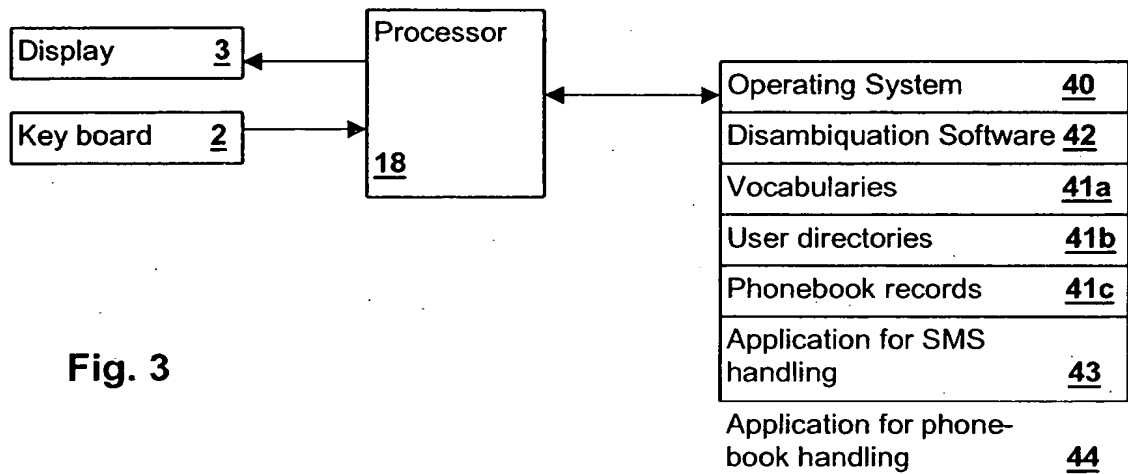 Display 3
Key board 2
Processor
18
Operating System 40
Disambiquation Software 42
Vocabularies 41a
User directories 41b
Phonebook records 41c
Application for SMS
handling 43
Application for phone-
book handling 44
Fig. 3